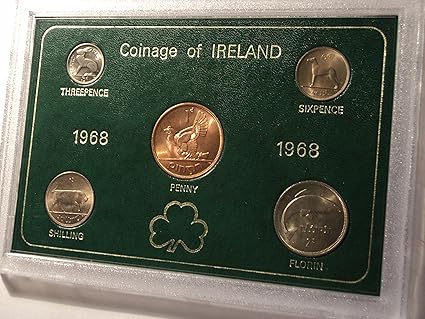 Coinage of IRELAND
THREEPENCE
SIXPENCE
1968
1968
PENNY
SHILLING
FLORIN